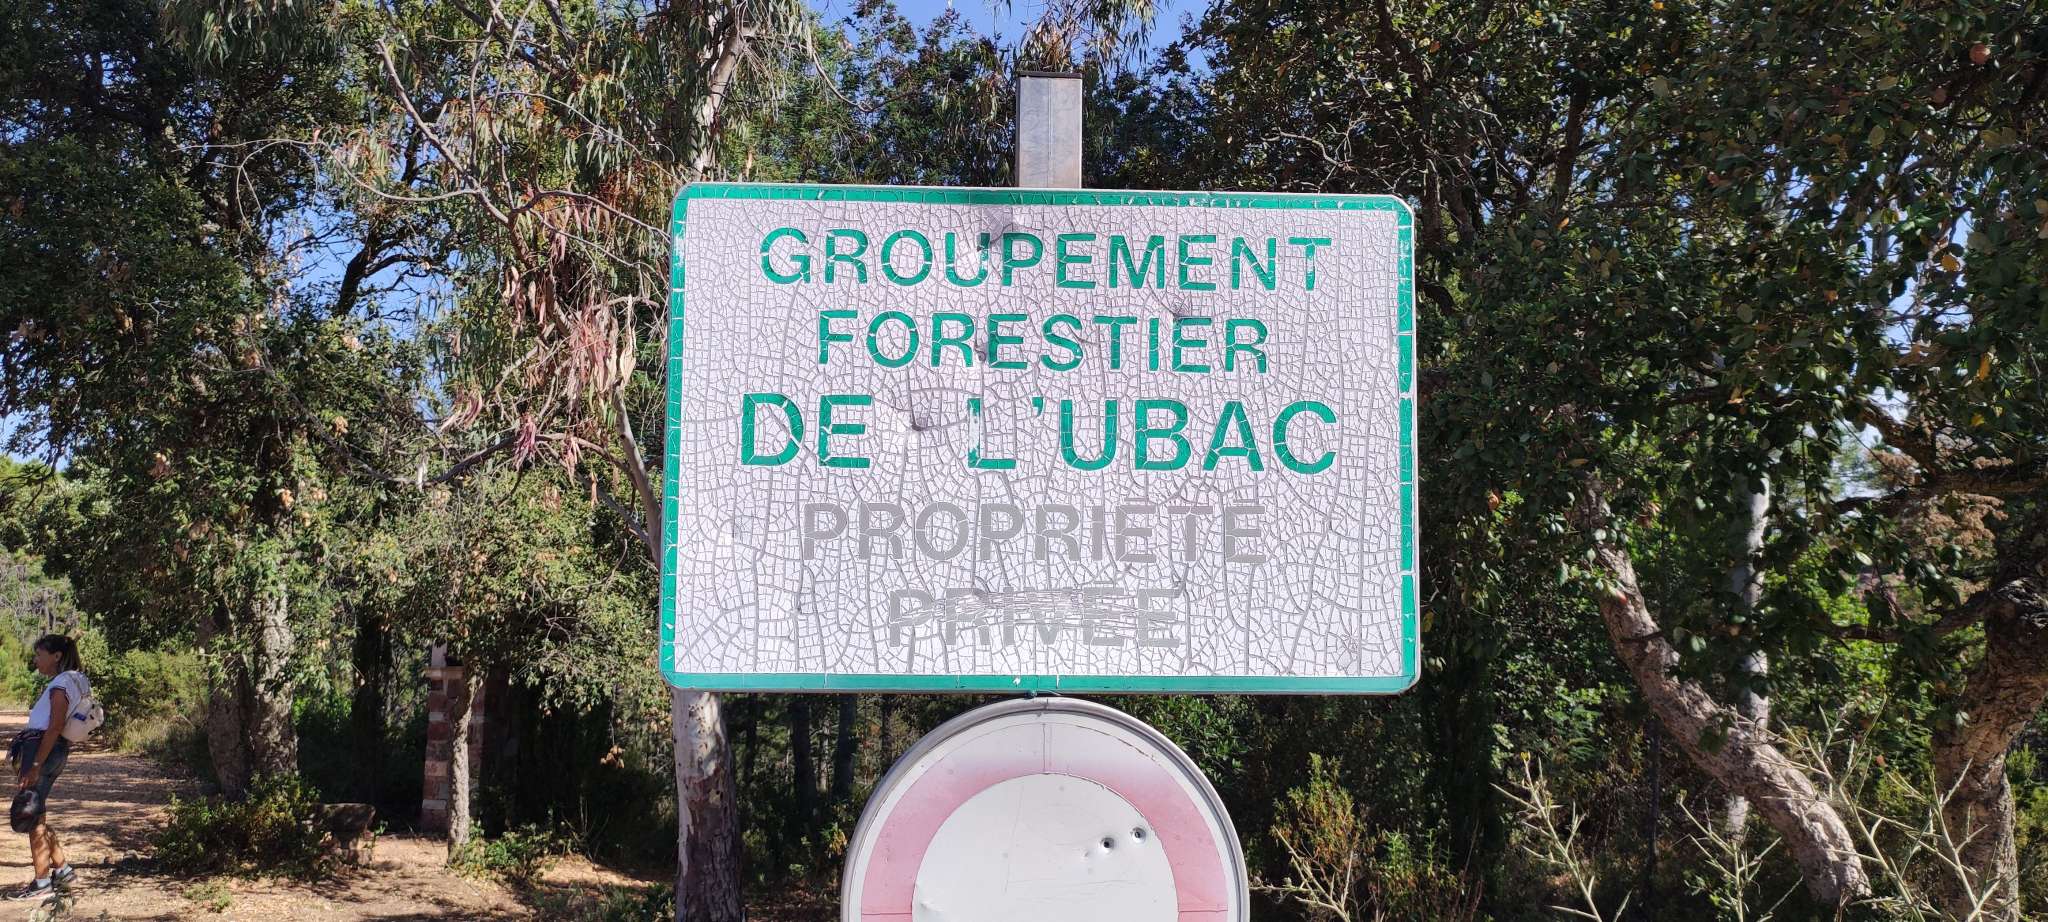 GROUPEMENT
FORESTIER
DE L'UBAC
PROPRIÉTÉ
PRIVÉE